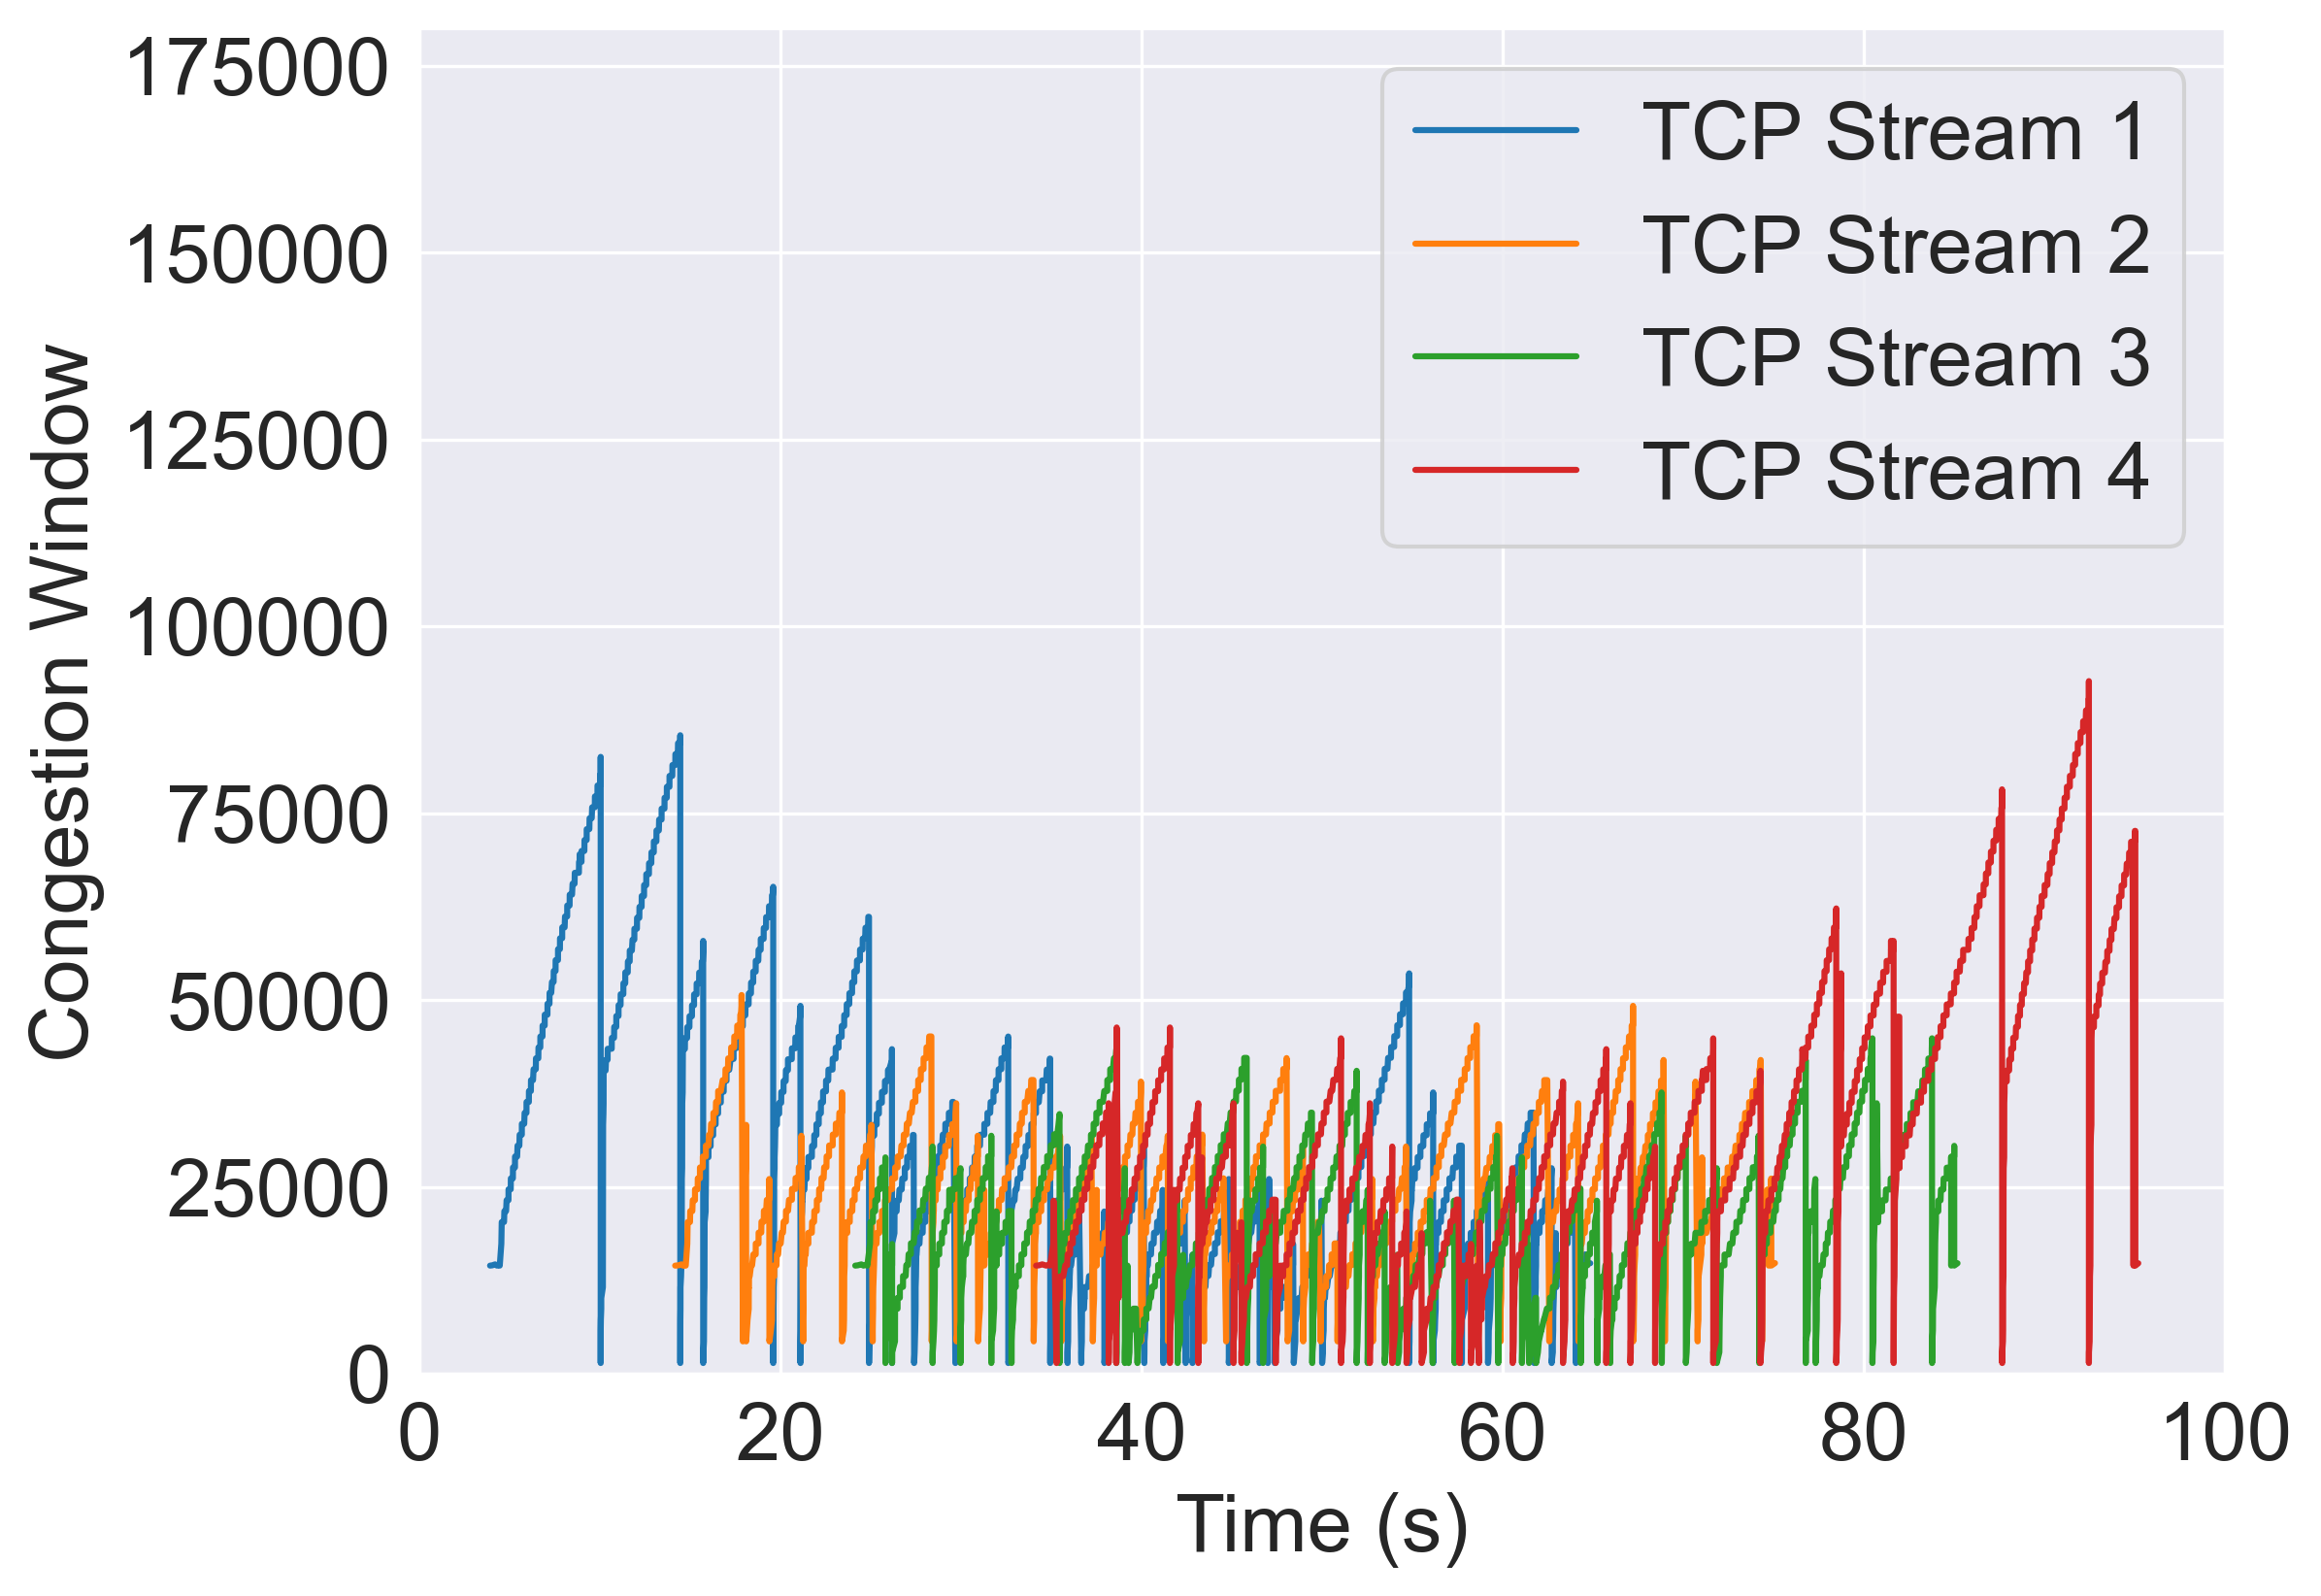 175000
150000
125000
100000
75000
50000
25000
0
Congestion Window
TCP Stream 1
TCP Stream 2
TCP Stream 3
TCP Stream 4
0 20 40 60 80 100
Time (s)